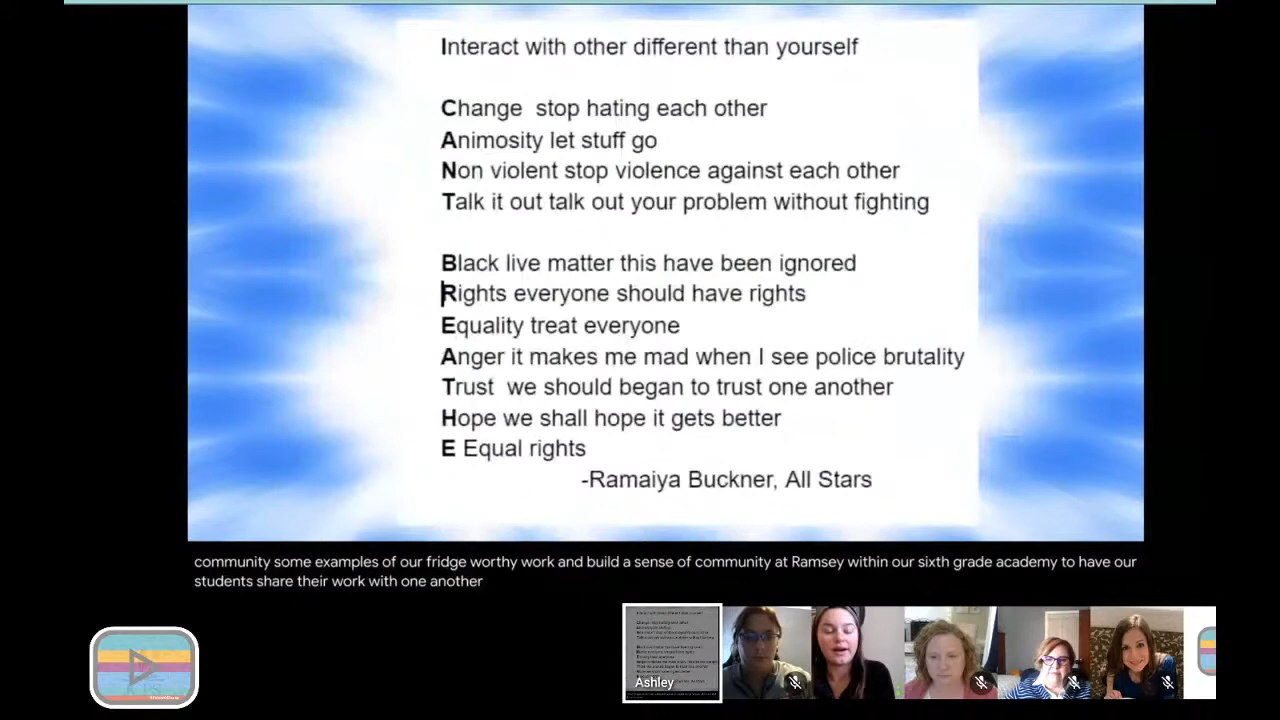 Interact with other different than yourself
Change  stop hating each other
Animosity let stuff go
Non violent stop violence against each other
Talk it out talk out your problem without fighting
Black live matter this have been ignored
Rights everyone should have rights
Equality treat everyone
Anger it makes me mad when I see police brutality
Trust  we should began to trust one another
Hope we shall hope it gets better
E Equal rights
-Ramaiya Buckner, All Stars
community some examples of our fridge worthy work and build a sense of community at Ramsey within our sixth grade academy to have our
students share their work with one another
Ashley